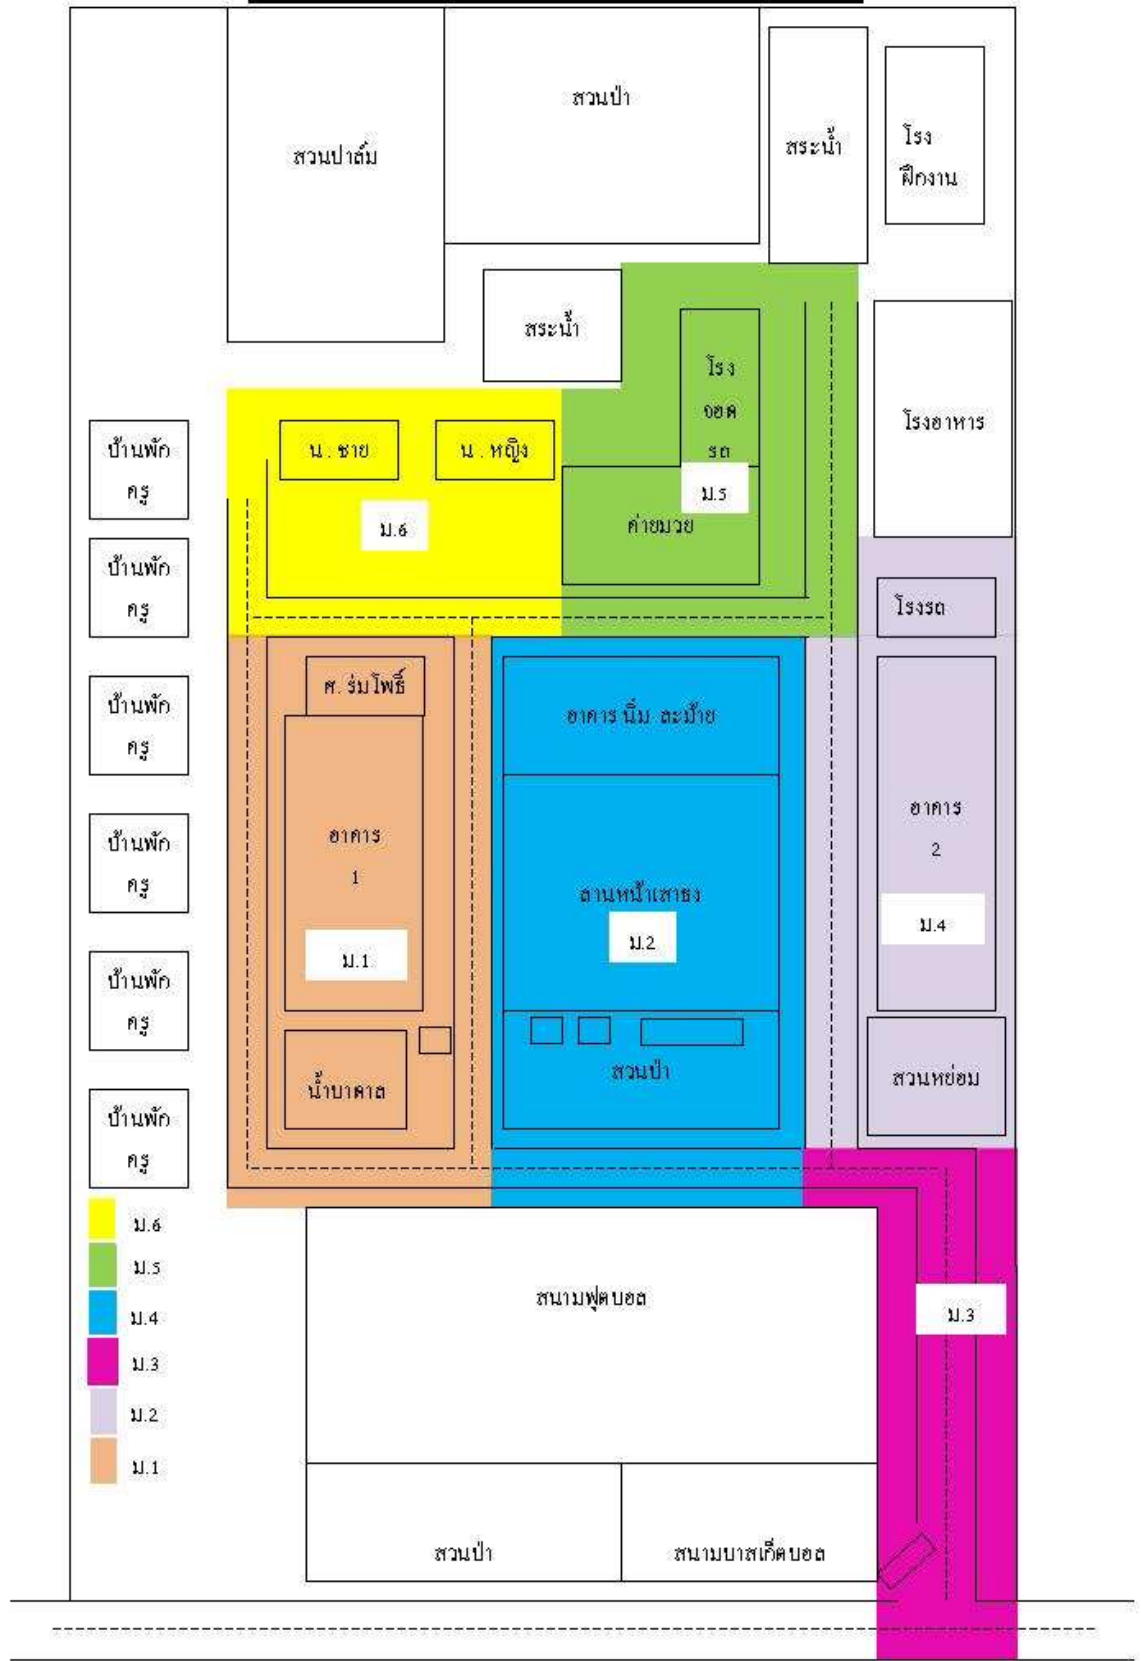 สวนป่า
สวนปาล์ม
สระน้ำ
โรง
ฝึกงาน
สระน้ำ
โรง
จอด
รถ
โรงอาหาร
บ้านพัก
ครู
น . ชาย
น . หญิง
ม.6
ม.5
ค่ายมวย
บ้านพัก
ครู
โรงรถ
บ้านพัก
ครู
ศ. ร่มโพธิ์
อาคาร นิ่ม ละม้าย
บ้านพัก
ครู
อาคาร
1
ม.1
ลานหน้าเสาธง
ม.2
อาคาร
2
ม.4
บ้านพัก
ครู
น้ำบาดาล
สวนป่า
สวนหย่อม
บ้านพัก
ครู
ม.6
ม.5
ม.4
ม.3
ม.2
ม.1
สนามฟุตบอล
ม.3
สวนป่า
สนามบาสเก็ตบอล